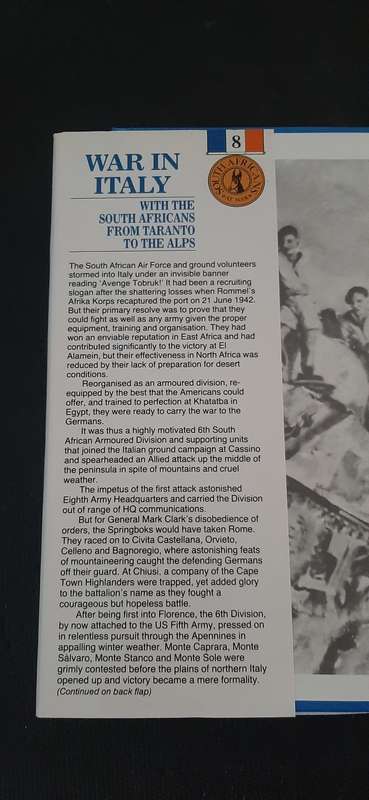 8
SOUTH AFRICANS
AT WAR
WAR IN
ITALY
WITH THE
SOUTH AFRICANS
FROM TARANTO
TO THE ALPS
The South African Air Force and ground volunteers
stormed into Italy under an invisible banner
reading 'Avenge Tobruk!' It had been a recruiting
slogan after the shattering losses when Rommel's
Afrika Korps recaptured the port on 21 June 1942.
But their primary resolve was to prove that they
could fight as well as any army given the proper
equipment, training and organisation. They had
won an enviable reputation in East Africa and had
contributed significantly to the victory at El
Alamein, but their effectiveness in North Africa was
reduced by their lack of preparation for desert
conditions.
Reorganised as an armoured division, re-
equipped by the best that the Americans could
offer, and trained to perfection at Khatatba in
Egypt, they were ready to carry the war to the
Germans.
It was thus a highly motivated 6th South
African Armoured Division and supporting units
that joined the Italian ground campaign at Cassino
and spearheaded an Allied attack up the middle of
the peninsula in spite of mountains and cruel
weather.
The impetus of the first attack astonished
Eighth Army Headquarters and carried the Division
out of range of HQ communications.
But for General Mark Clark's disobedience of
orders, the Springboks would have taken Rome.
They raced on to Civita Castellana, Orvieto,
Celleno and Bagnoregio, where astonishing feats
of mountaineering caught the defending Germans
off their guard. At Chiusi, a company of the Cape
Town Highlanders were trapped, yet added glory
to the battalion's name as they fought a
courageous but hopeless battle.
After being first into Florence, the 6th Division,
by now attached to the US Fifth Army, pressed on
in relentless pursuit through the Apennines in
appalling winter weather. Monte Caprara, Monte
Sálvaro, Monte Stanco and Monte Sole were
grimly contested before the plains of northern Italy
opened up and victory became a mere formality.
(Continued on back flap)